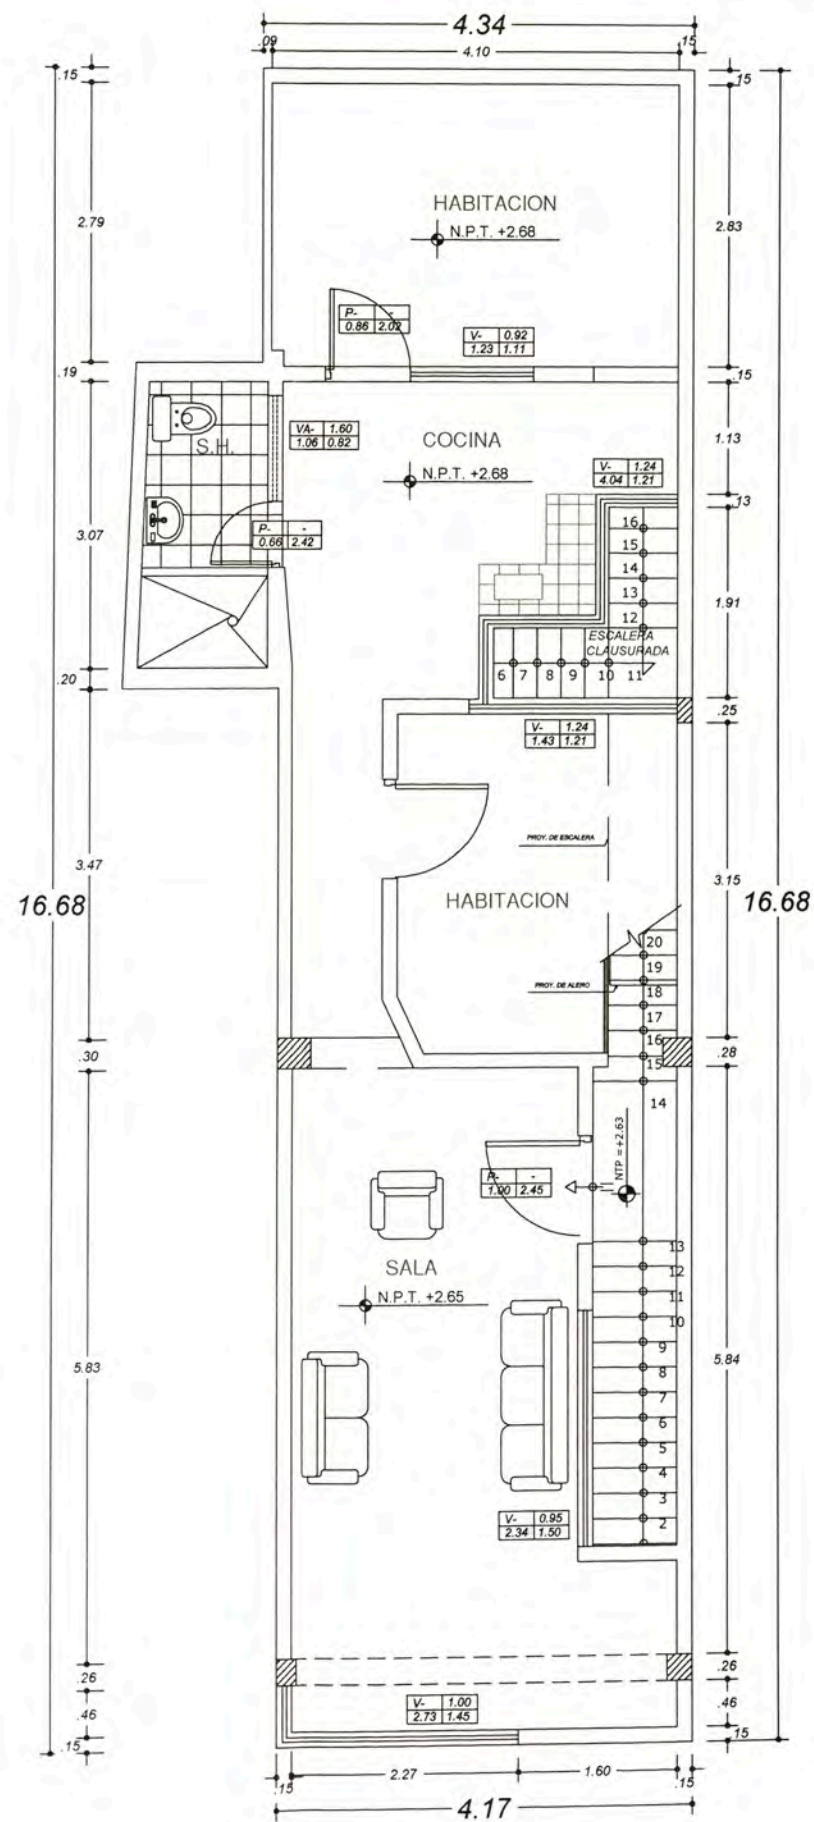 4.34
.09 4.10 .15
.15 .15
2.79 2.83
HABITACION
N.P.T. +2.68
P- -
0.86 2.02
V- 0.92
1.23 1.11
.19 .15
VA- 1.60
1.06 0.82
COCINA
S.H.
N.P.T. +2.68
1.13
V- 1.24
4.04 1.21
.13
P- -
0.66 2.42
3.07
16
15
14
13
12
1.91
ESCALERA
CLAUSURADA
6 7 8 9 10 11
.20 .25
V- 1.24
1.43 1.21
PROY. DE ESCALERA
3.47 3.15
HABITACION
16.68 16.68
20
19
PROY. DE ALERO
18
17
16
15
.30 .28
14
NTP = +2.63
P- -
1.00 2.45
SALA
N.P.T. +2.65
13
12
11
10
9
8
7
6
5
4
3
2
5.83 5.84
V- 0.95
2.34 1.50
.26 .26
V- 1.00
2.73 1.45
.46 .46
.15 .15
.15 2.27 1.60 .15
4.17